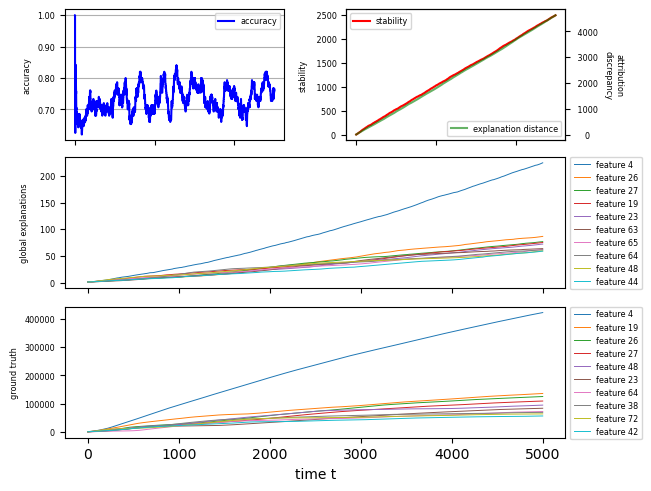 accuracy
1.00
0.90
0.80
0.70
accuracy
stability
2500
2000
1500
1000
500
0
stability
explanation distance
4000
3000
2000
1000
0
attribution
discrepancy
global explanations
200
150
100
50
0
feature 4
feature 26
feature 27
feature 19
feature 23
feature 63
feature 65
feature 64
feature 48
feature 44
ground truth
400000
300000
200000
100000
0
feature 4
feature 19
feature 26
feature 27
feature 48
feature 23
feature 64
feature 38
feature 72
feature 42
0 1000 2000 3000 4000 5000
time t